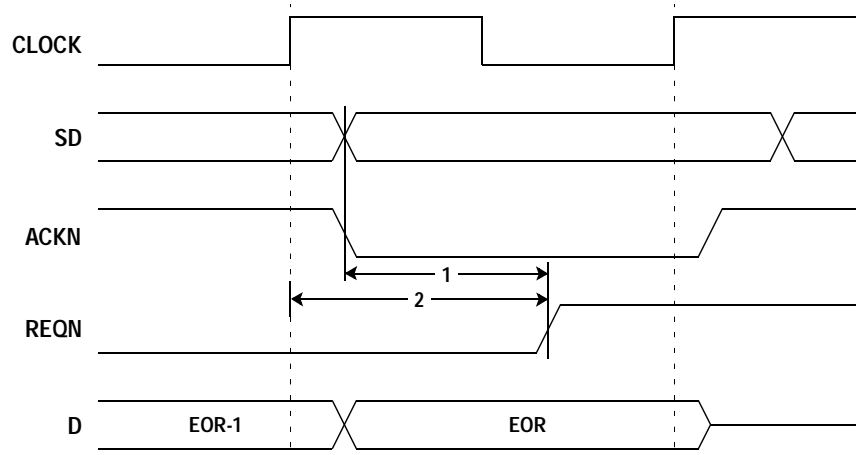 CLOCK
SD
ACKN
1
2
REQN
D
EOR-1
EOR